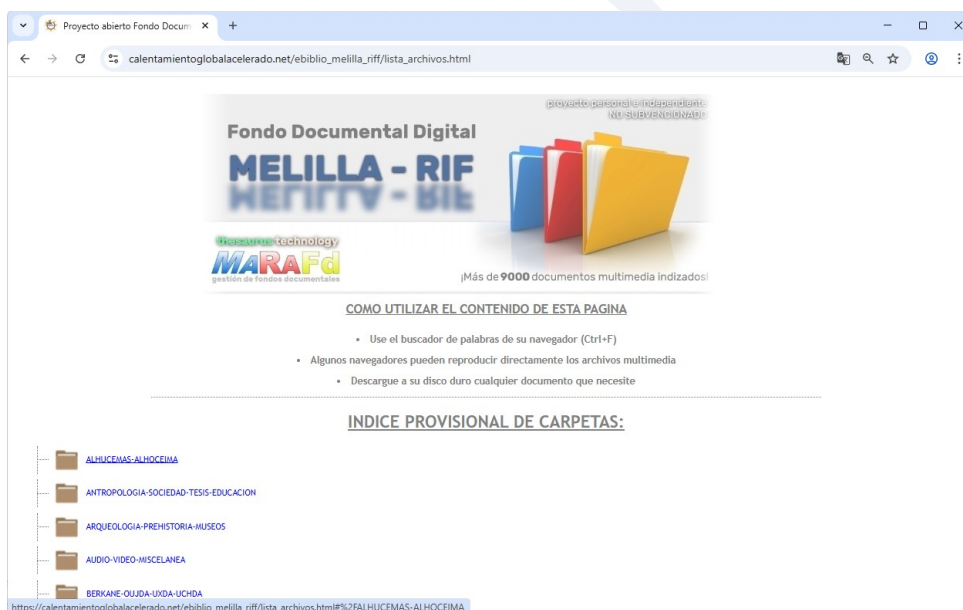 Proyecto abierto Fondo Docum
calentamientoglobalacelerado.net/ebiblio_melilla_riff/lista_archivos.html
proyecto personal e independient
NO SUBVENCIONADO
Fondo Documental Digital
MELILLA - RIF
thesaurus technology
MARAFd
gestión de fondos documentales
¡Más de 9000 documentos multimedia indizados!
COMO UTILIZAR EL CONTENIDO DE ESTA PAGINA
• Use el buscador de palabras de su navegador (Ctrl+F)
• Algunos navegadores pueden reproducir directamente los archivos multimedia
• Descargue a su disco duro cualquier documento que necesite
INDICE PROVISIONAL DE CARPETAS:
ALHUCEMAS-ALHOCEIMA
ANTROPOLOGIA-SOCIEDAD-TESIS-EDUCACION
ARQUEOLOGIA-PREHISTORIA-MUSEOS
AUDIO-VIDEO-MISCELANEA
BERKANE-OUJDA-UXDA-UCHDA
https://calentamientoglobalacelerado.net/ebiblio_melilla_riff/lista_archivos.html#%2FALHUCEMAS-ALHOCEIMA